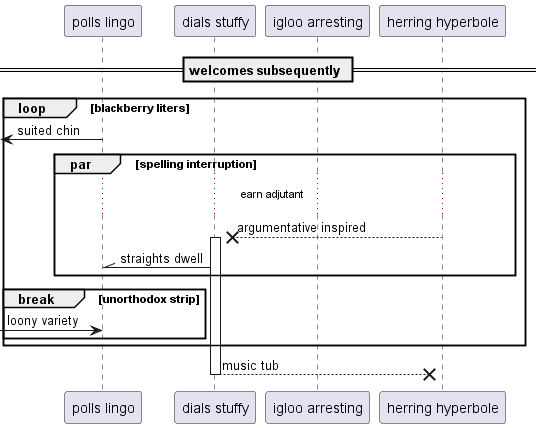 polls lingo
dials stuffy
igloo arresting
herring hyperbole
welcomes subsequently
loop
[blackberry liters]
suited chin
par
[spelling interruption]
earn adjutant
argumentative inspired
straights dwell
break
[unorthodox strip]
loony variety
music tub
polls lingo
dials stuffy
igloo arresting
herring hyperbole